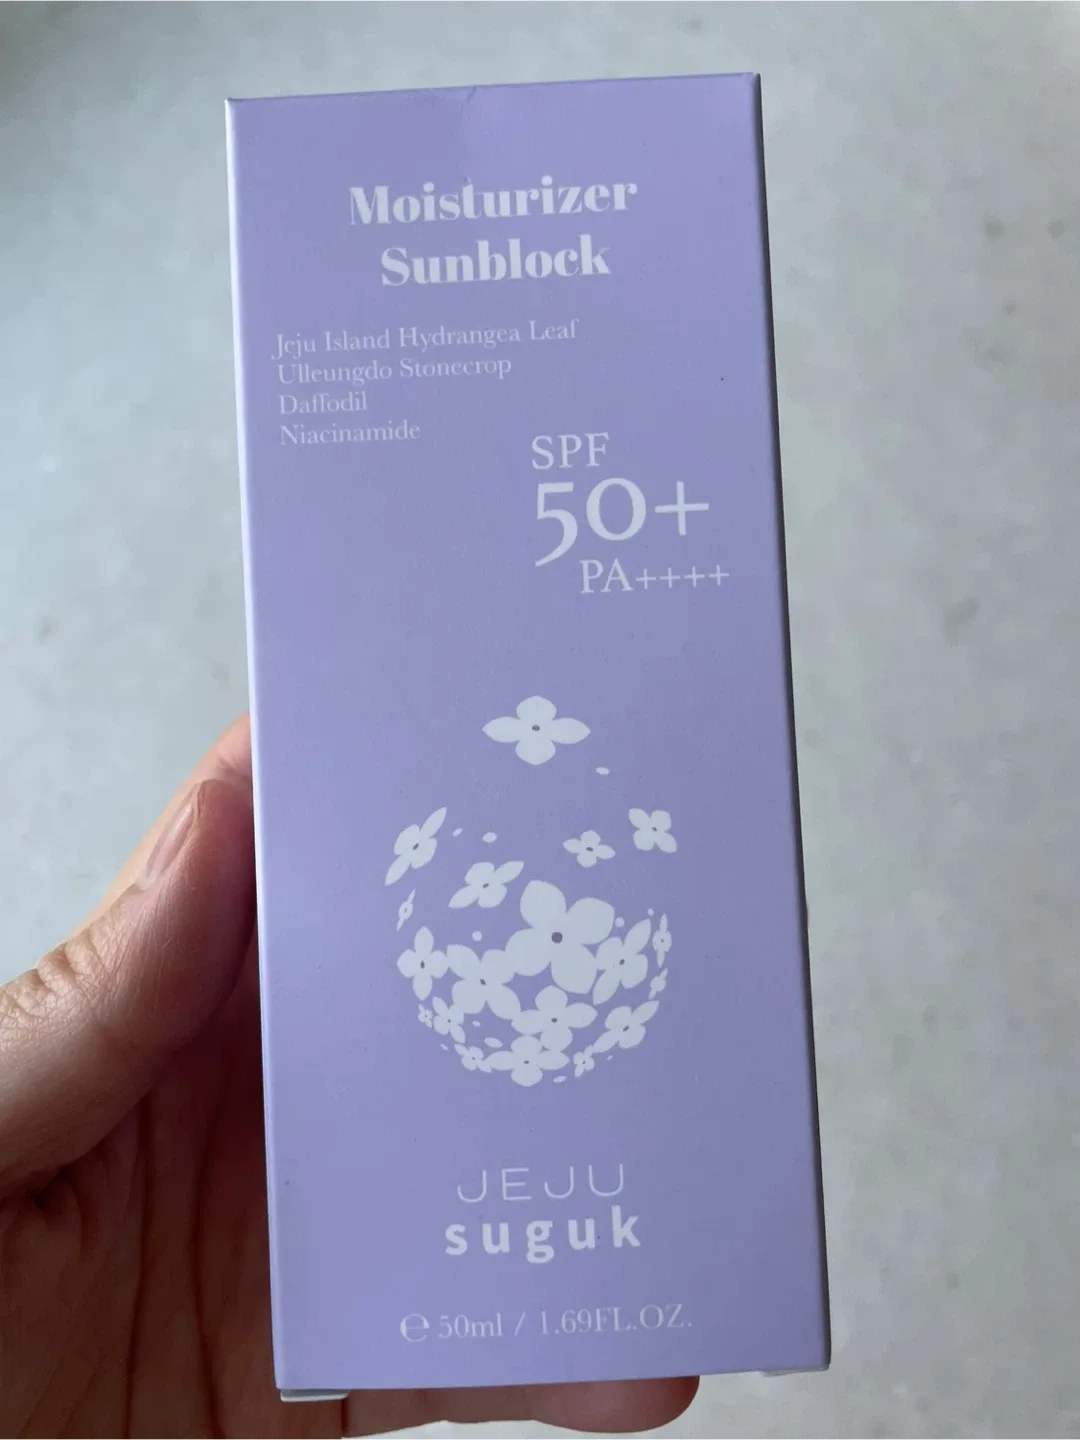 Moisturizer
Sunblock
Jeju Island Hydrangea Leaf
Ulleungdo Stonecrop
Daffodil
Niacinamide
SPF
50+
PA++++
JEJU
suguk
℮ 50ml / 1.69FL.OZ.